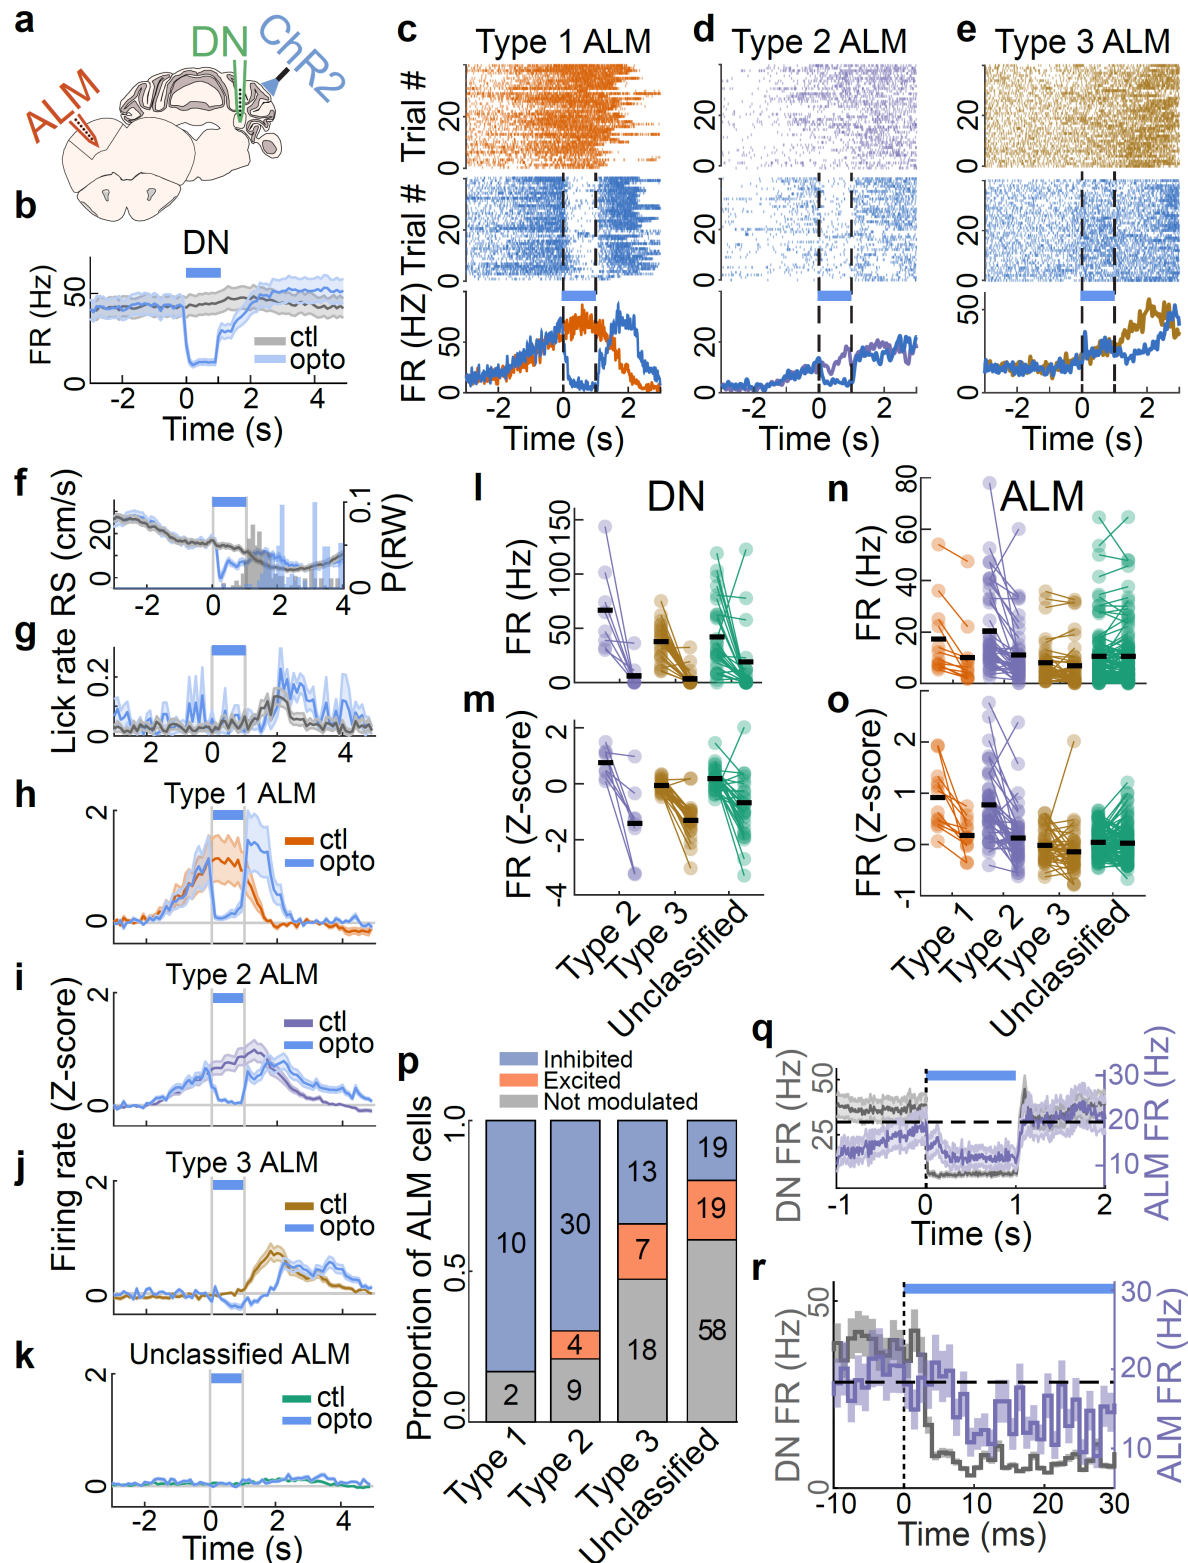 a
ALM
DN
ChR2
b
DN
FR (Hz)
50
0
ctl
opto
-2 0 2 4
Time (s)
c
Type 1 ALM
Trial #
20
0
Trial #
20
0
FR (HZ)
50
0
-2 0 2
Time (s)
d
Type 2 ALM
20
0
20
0
20
0
-2 0 2
Time (s)
e
Type 3 ALM
20
0
20
0
50
0
-2 0 2
Time (s)
f
RS (cm/s)
20
0
P(RW)
0.1
0
-2 0 2 4
g
Lick rate
0.2
0
2 0 2 4
Firing rate (Z-score)
h
Type 1 ALM
2
0
ctl
opto
i
Type 2 ALM
2
0
ctl
opto
j
Type 3 ALM
2
0
ctl
opto
k
Unclassified ALM
2
0
ctl
opto
-2 0 2 4
Time (s)
l
DN
FR (Hz)
150
100
50
0
m
FR (Z-score)
2
0
-2
-4
Type 2
Type 3
Unclassified
n
ALM
FR (Hz)
80
40
20
0
o
FR (Z-score)
2
1
0
-1
Type 1
Type 2
Type 3
Unclassified
p
Inhibited
Excited
Not modulated
Proportion of ALM cells
1.0
0.5
0.0
10
2
30
4
9
13
7
18
19
19
58
Type 1
Type 2
Type 3
Unclassified
q
DN FR (Hz)
50
25
ALM FR (Hz)
30
20
10
-1 0 1 2
Time (s)
r
DN FR (Hz)
50
0
ALM FR (Hz)
30
20
10
-10 0 10 20 30
Time (ms)